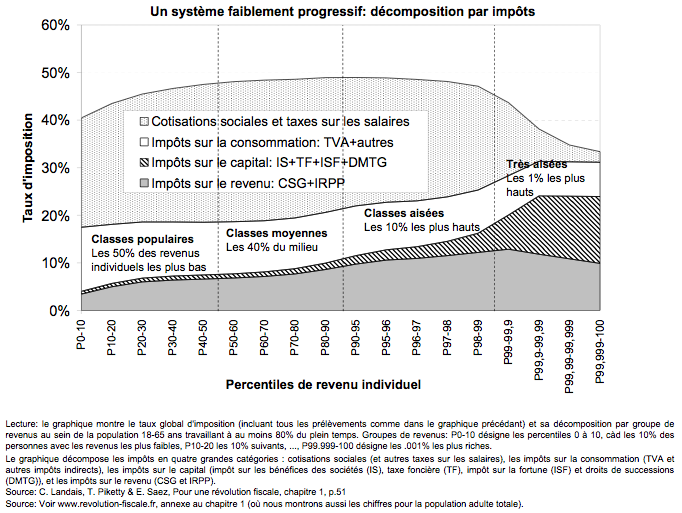 Un système faiblement progressif: décomposition par impôts
60%
50%
40%
30%
20%
10%
0%
Taux d'imposition
Cotisations sociales et taxes sur les salaires
Impôts sur la consommation: TVA+autres
Impôts sur le capital: IS+TF+ISF+DMTG
Impôts sur le revenu: CSG+IRPP
Très aisées
Les 1% les plus
hauts
Classes aisées
Les 10% les plus hauts
Classes moyennes
Les 40% du milieu
Classes populaires
Les 50% des revenus
individuels les plus bas
P0-10
P10-20
P20-30
P30-40
P40-50
P50-60
P60-70
P70-80
P80-90
P90-95
P95-96
P96-97
P97-98
P98-99
P99-99,9
P99,9-99,99
P99,99-99,999
P99,999-100
Percentiles de revenu individuel
Lecture: le graphique montre le taux global d'imposition (incluant tous les prélèvements comme dans le graphique précédant) et sa décomposition par groupe de
revenus au sein de la population 18-65 ans travaillant à au moins 80% du plein temps. Groupes de revenus: P0-10 désigne les percentiles 0 à 10, càd les 10% des
personnes avec les revenus les plus faibles, P10-20 les 10% suivants, ..., P99.999-100 désigne les .001% les plus riches.
Le graphique décompose les impôts en quatre grandes catégories : cotisations sociales (et autres taxes sur les salaires), les impôts sur la consommation (TVA et
autres impôts indirects), les impôts sur le capital (impôt sur les bénéfices des sociétés (IS), taxe foncière (TF), impôt sur la fortune (ISF) et droits de successions
(DMTG)), et les impôts sur le revenu (CSG et IRPP).
Source: C. Landais, T. Piketty & E. Saez, Pour une révolution fiscale, chapitre 1, p.51
Source: Voir www.revolution-fiscale.fr, annexe au chapitre 1 (où nous montrons aussi les chiffres pour la population adulte totale).